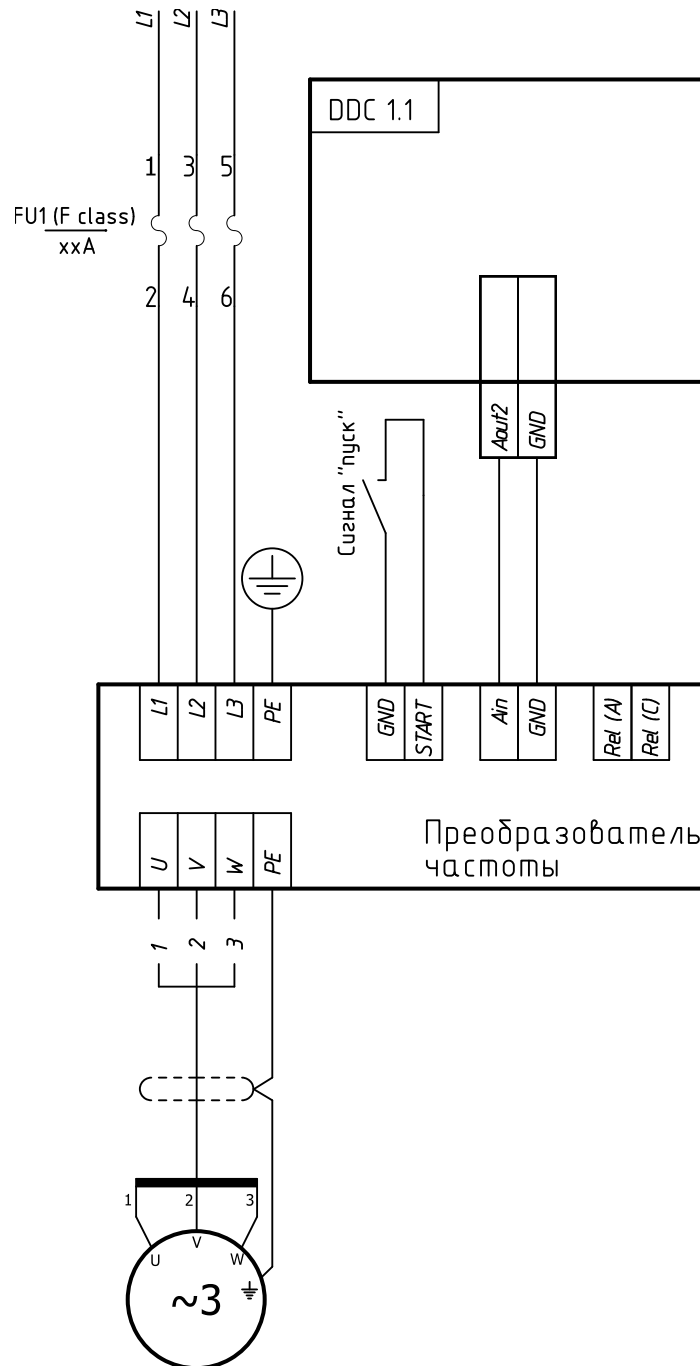 L1 L2 L3
DDC 1.1
1 3 5
FU1 (F class)
xxA
2 4 6
Aout2
GND
Сигнал "пуск"
L1
L2
L3
PE
GND
START
Ain
GND
Rel (A)
Rel (C)
Преобразователь
частоты
U
V
W
PE
1 2 3
1 2 3
U V W
~3